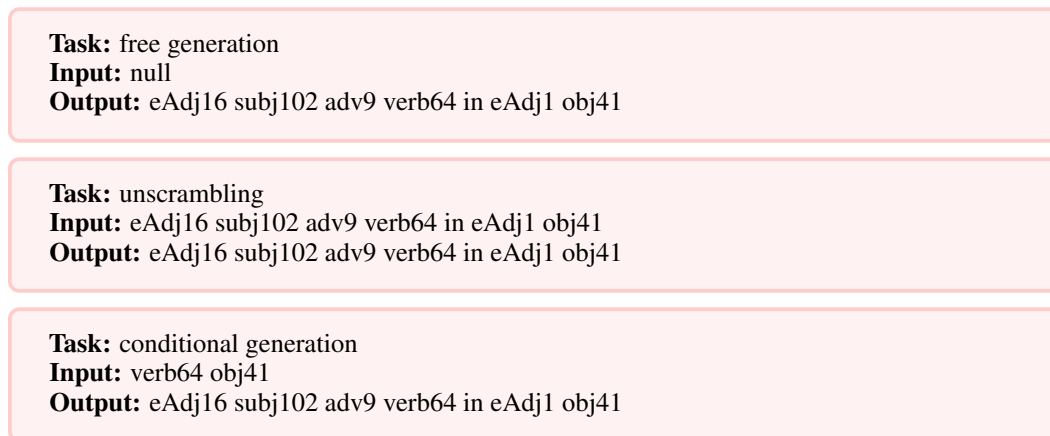 Task: free generation
Input: null
Output: eAdj16 subj102 adv9 verb64 in eAdj1 obj41
Task: unscrambling
Input: eAdj16 subj102 adv9 verb64 in eAdj1 obj41
Output: eAdj16 subj102 adv9 verb64 in eAdj1 obj41
Task: conditional generation
Input: verb64 obj41
Output: eAdj16 subj102 adv9 verb64 in eAdj1 obj41